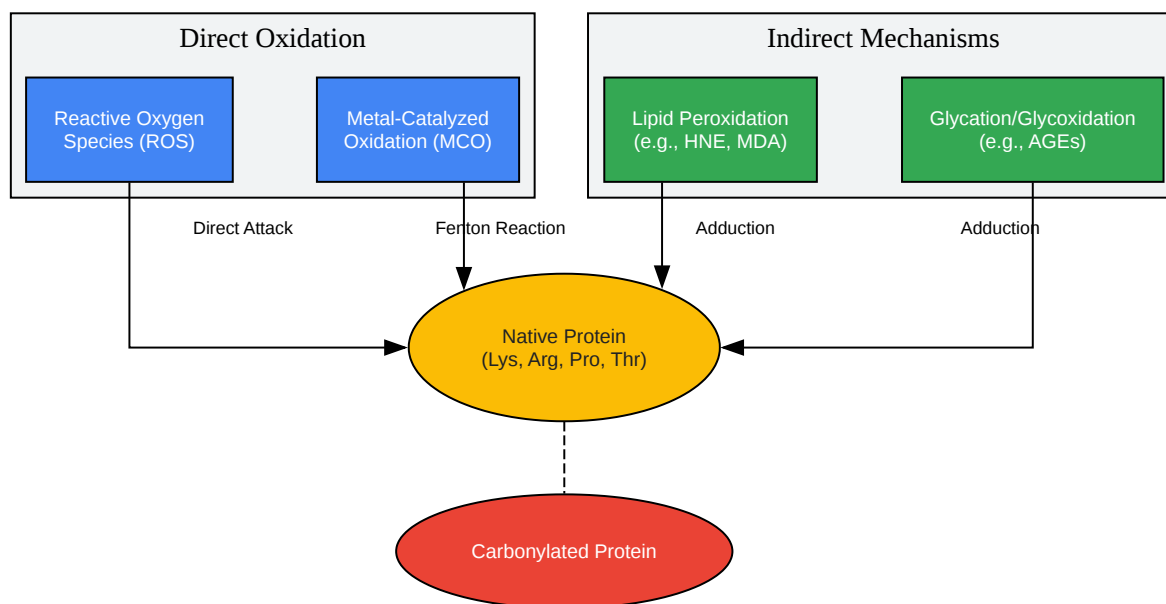 Direct Oxidation
Indirect Mechanisms
Reactive Oxygen
Species (ROS)
Metal-Catalyzed
Oxidation (MCO)
Lipid Peroxidation
(e.g., HNE, MDA)
Glycation/Glycoxidation
(e.g., AGEs)
Direct Attack
Fenton Reaction
Adduction
Adduction
Native Protein
(Lys, Arg, Pro, Thr)
Carbonylated Protein